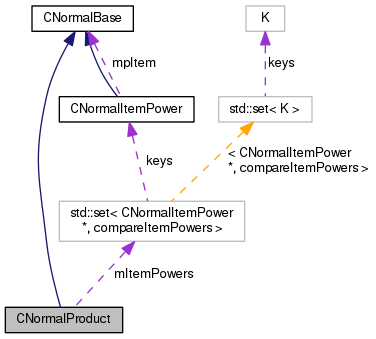 CNormalBase
K
mpItem
keys
CNormalItemPower
std::set< K >
keys
< CNormalItemPower
*, compareItemPowers >
std::set< CNormalItemPower
*, compareItemPowers >
mItemPowers
CNormalProduct